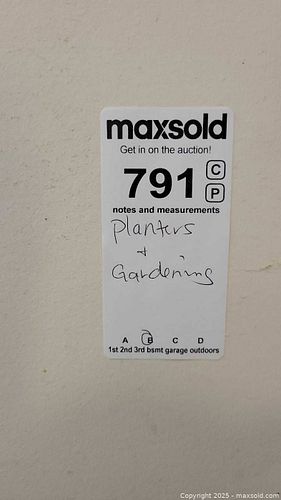 maxsold
Get in on the auction!
791 C
P
notes and measurements
Planters
+
Gardening
A B C D
1st 2nd 3rd bsmt garage outdoors
Copyright © 2025 - maxsold.com